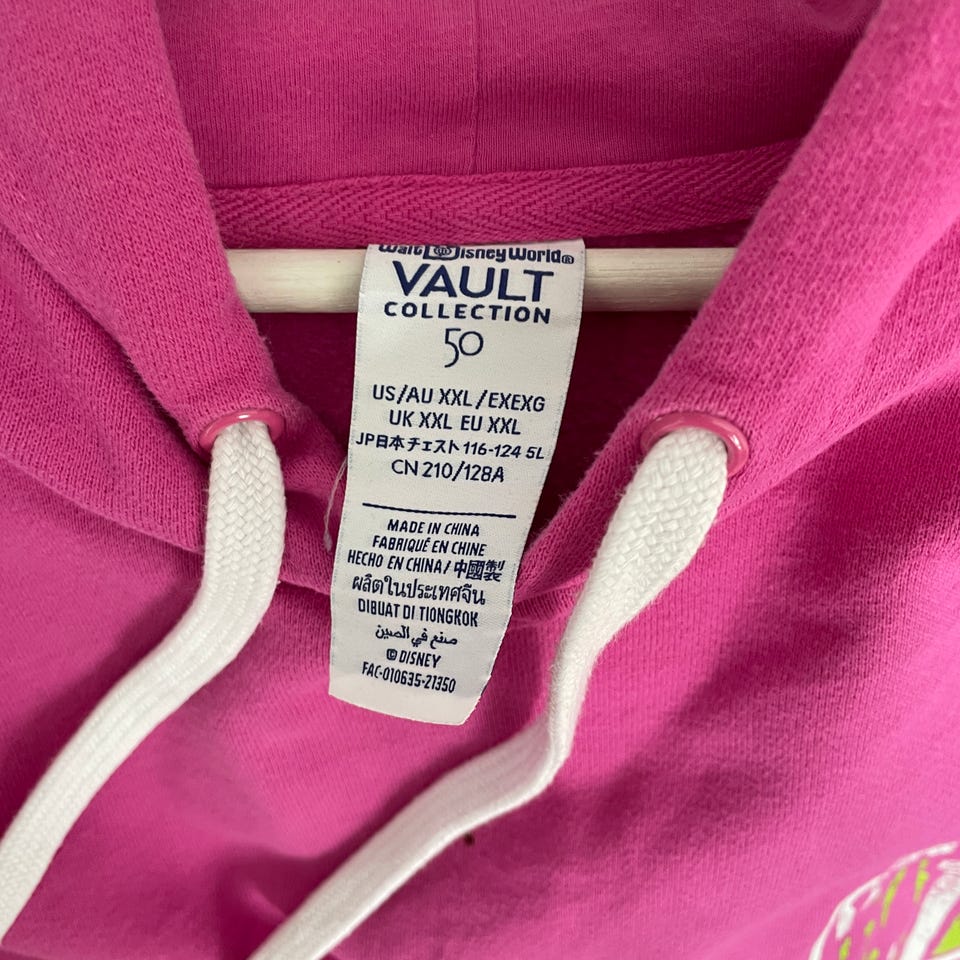 Walt Disney World®
VAULT
COLLECTION
50
US/AU XXL/EXEXG
UK XXL EU XXL
JP日本 チェスト 116-124 5L
CN 210/128A
MADE IN CHINA
FABRIQUÉ EN CHINE
HECHO EN CHINA/ 中國製
ผลิตในประเทศจีน
DIBUAT DI TIONGKOK
صنع في الصين
© DISNEY
FAC-010635-21350